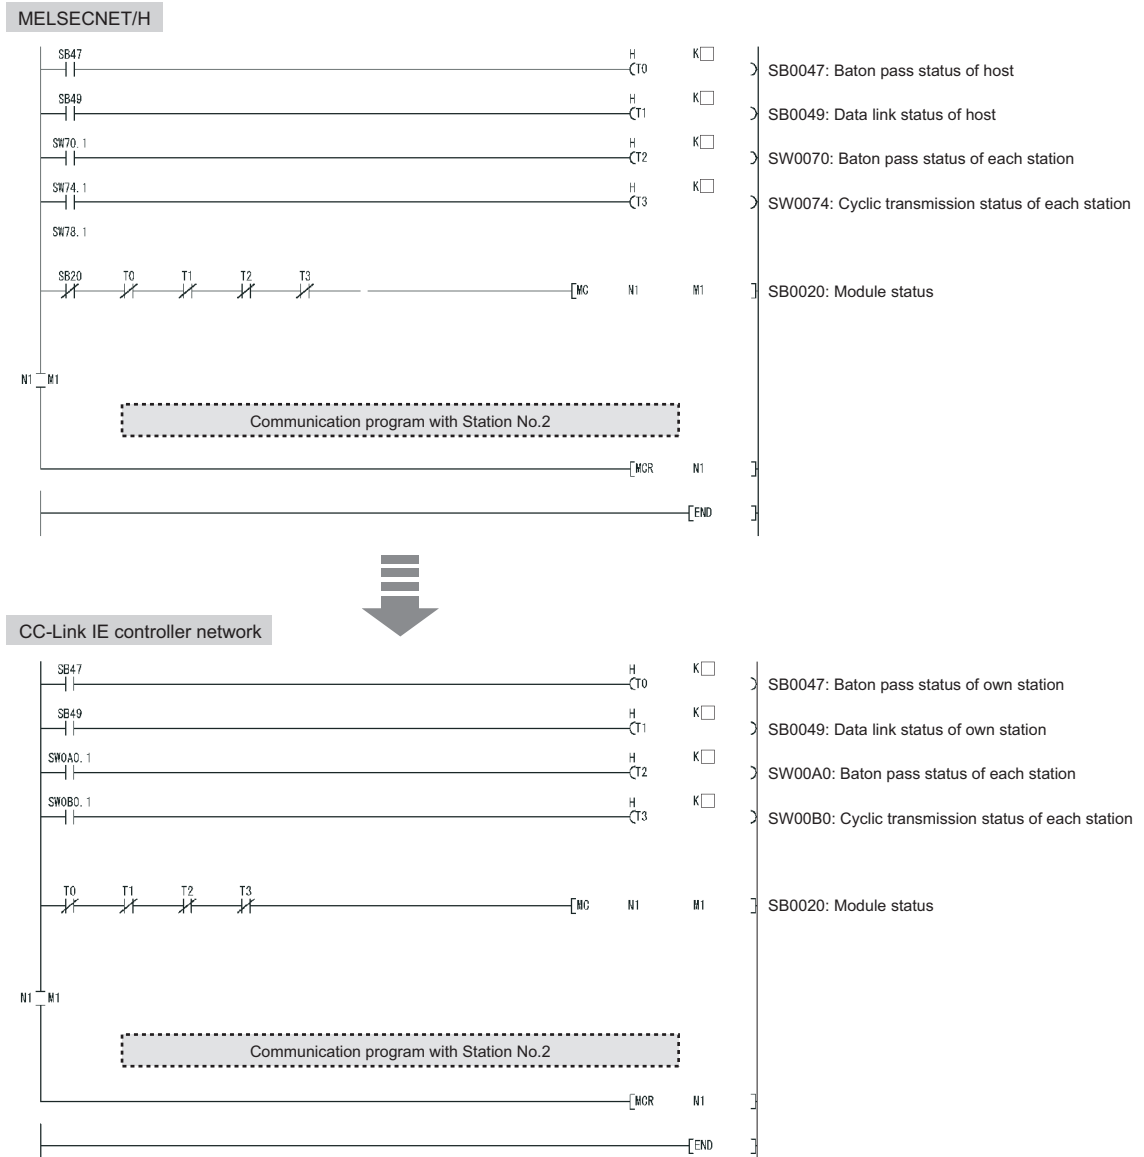 MELSECNET/H
SB47 H K
T0 SB0047: Baton pass status of host
SB49 H K
T1 SB0049: Data link status of host
SW70.1 H K
T2 SW0070: Baton pass status of each station
SW74.1 H K
T3 SW0074: Cyclic transmission status of each station
SW78.1
SB20 T0 T1 T2 T3
MC N1 M1 SB0020: Module status
N1 M1
Communication program with Station No.2
MCR N1
END
CC-Link IE controller network
SB47 H K
T0 SB0047: Baton pass status of own station
SB49 H K
T1 SB0049: Data link status of own station
SW0A0.1 H K
T2 SW00A0: Baton pass status of each station
SW0B0.1 H K
T3 SW00B0: Cyclic transmission status of each station
T0 T1 T2 T3
MC N1 M1 SB0020: Module status
N1 M1
Communication program with Station No.2
MCR N1
END